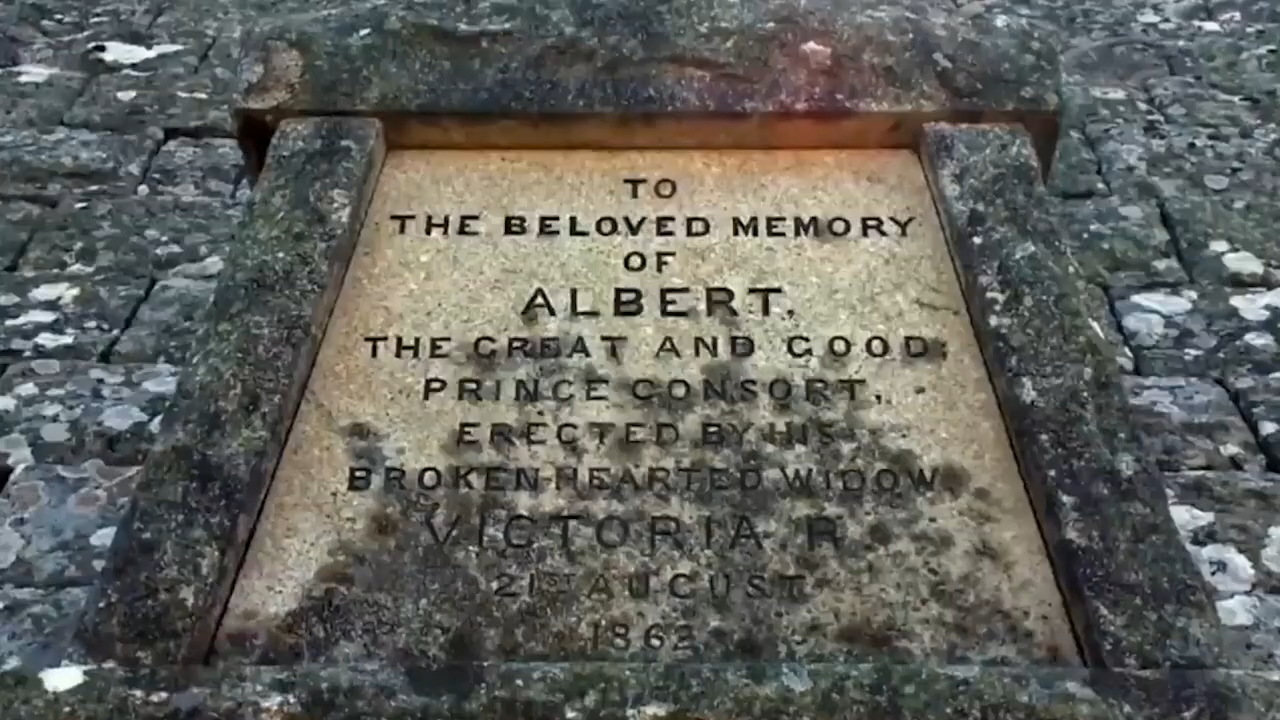 TO
THE BELOVED MEMORY
OF
ALBERT,
THE GREAT AND GOOD;
PRINCE CONSORT,
ERECTED BY HIS
BROKEN-HEARTED WIDOW,
VICTORIA R
21ST AUGUST
1862